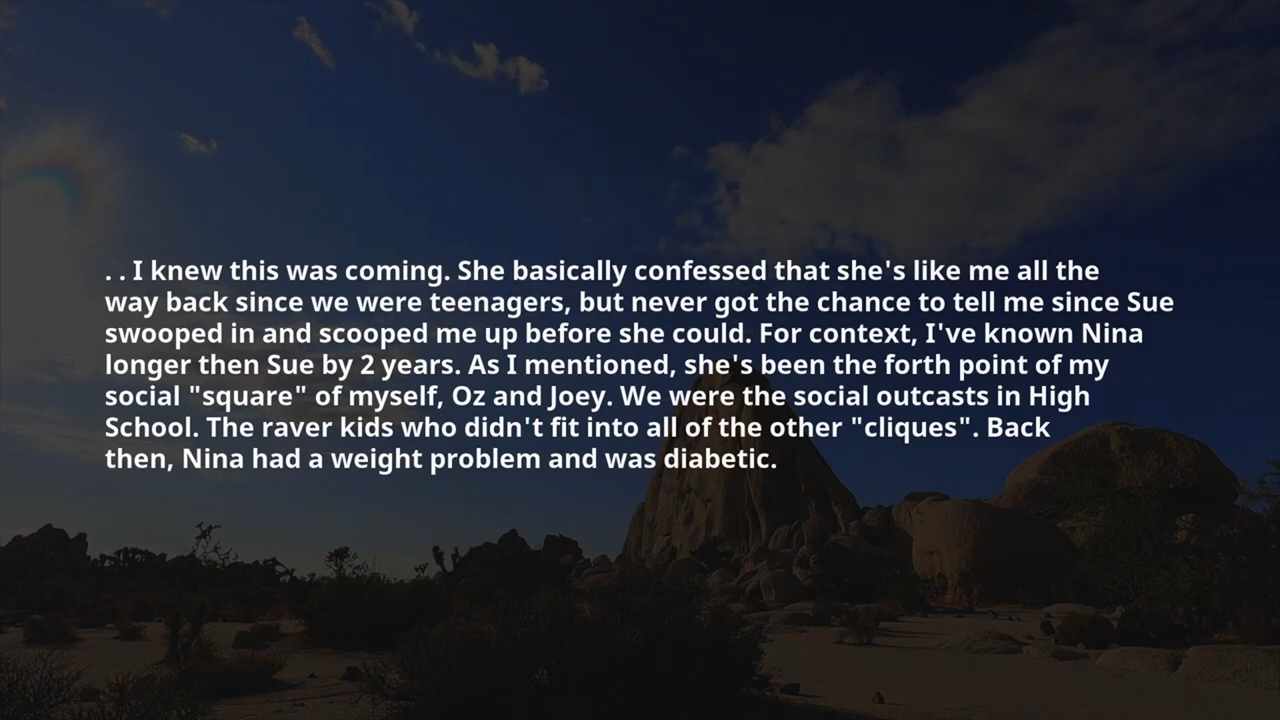 . . I knew this was coming. She basically confessed that she's like me all the
way back since we were teenagers, but never got the chance to tell me since Sue
swooped in and scooped me up before she could. For context, I've known Nina
longer then Sue by 2 years. As I mentioned, she's been the forth point of my
social "square" of myself, Oz and Joey. We were the social outcasts in High
School. The raver kids who didn't fit into all of the other "cliques". Back
then, Nina had a weight problem and was diabetic.